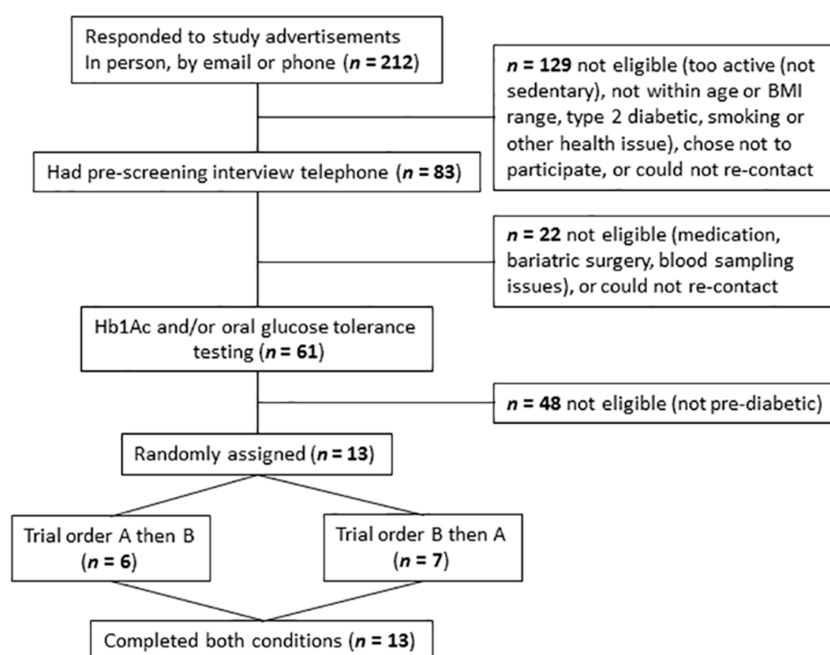 Responded to study advertisements
In person, by email or phone (n = 212)
n = 129 not eligible (too active (not
sedentary), not within age or BMI
range, type 2 diabetic, smoking or
other health issue), chose not to
participate, or could not re-contact
Had pre-screening interview telephone (n = 83)
n = 22 not eligible (medication,
bariatric surgery, blood sampling
issues), or could not re-contact
Hb1Ac and/or oral glucose tolerance
testing (n = 61)
n = 48 not eligible (not pre-diabetic)
Randomly assigned (n = 13)
Trial order A then B
(n = 6)
Trial order B then A
(n = 7)
Completed both conditions (n = 13)